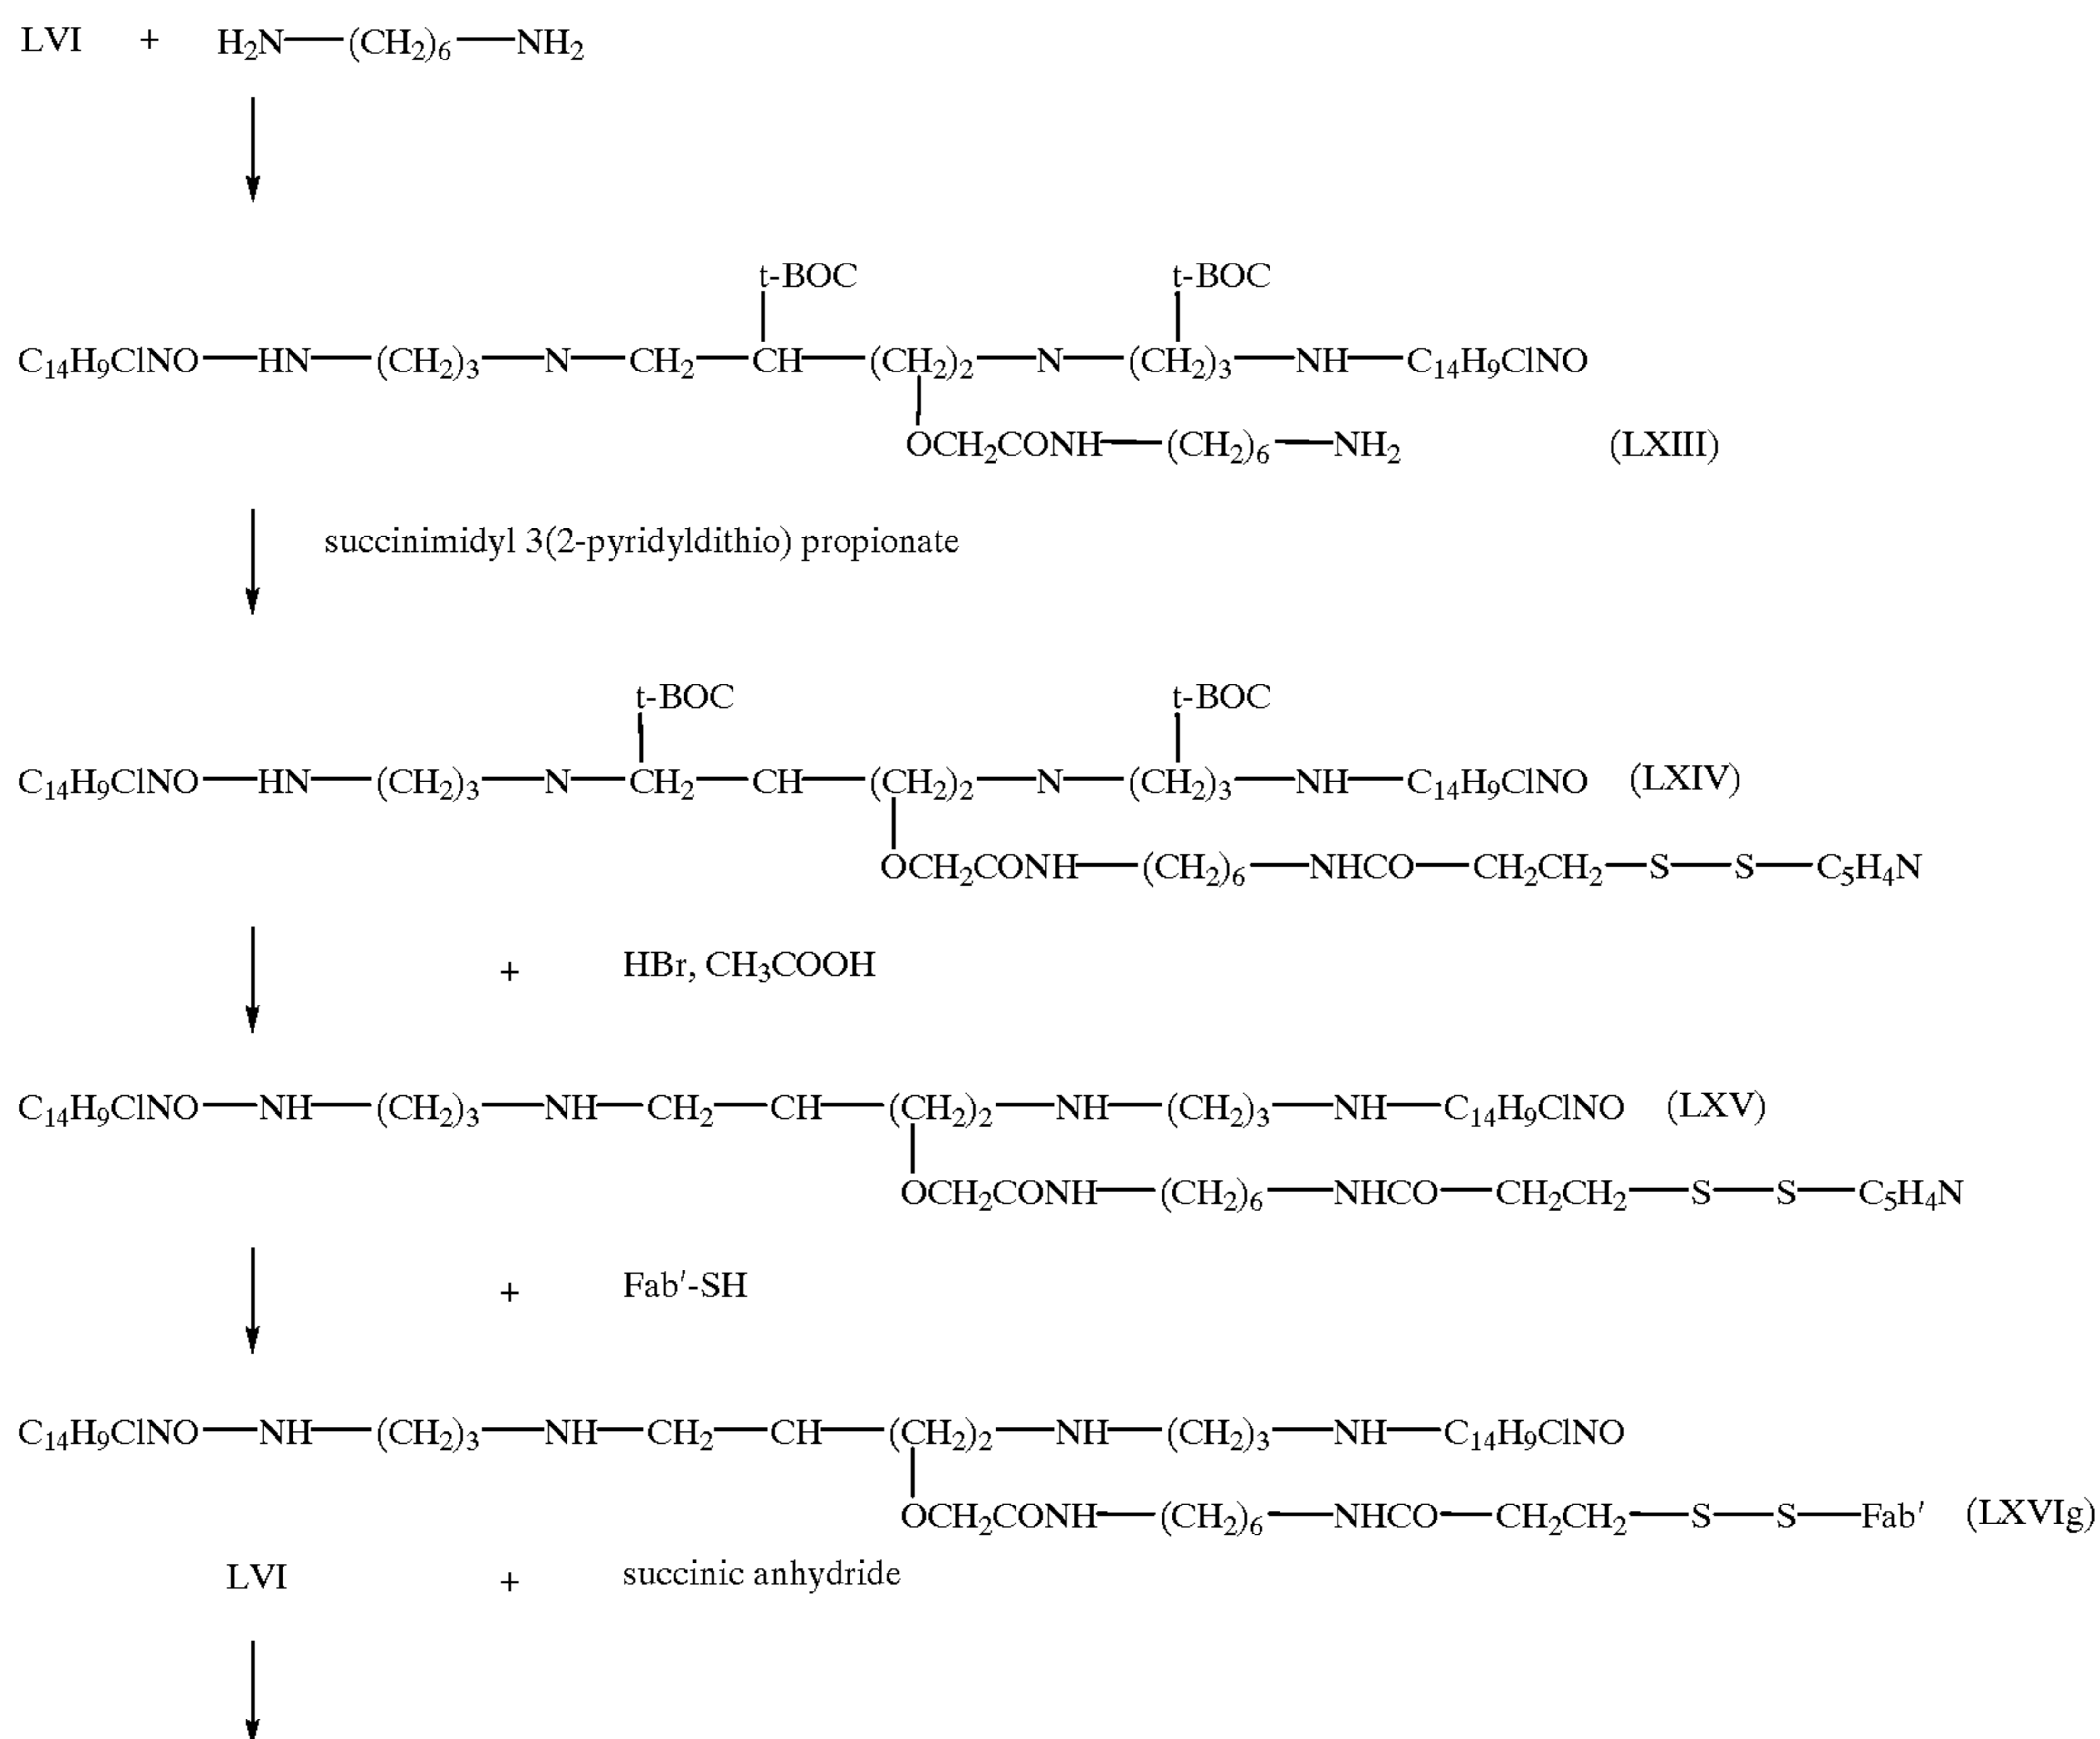 LVI + H₂N—(CH₂)₆—NH₂
t-BOC t-BOC
C₁₄H₉ClNO—HN—(CH₂)₃—N—CH₂—CH—(CH₂)₂—N—(CH₂)₃—NH—C₁₄H₉ClNO
OCH₂CONH—(CH₂)₆—NH₂ (LXIII)
succinimidyl 3(2-pyridyldithio) propionate
t-BOC t-BOC
C₁₄H₉ClNO—HN—(CH₂)₃—N—CH₂—CH—(CH₂)₂—N—(CH₂)₃—NH—C₁₄H₉ClNO (LXIV)
OCH₂CONH—(CH₂)₆—NHCO—CH₂CH₂—S—S—C₅H₄N
+ HBr, CH₃COOH
C₁₄H₉ClNO—NH—(CH₂)₃—NH—CH₂—CH—(CH₂)₂—NH—(CH₂)₃—NH—C₁₄H₉ClNO (LXV)
OCH₂CONH—(CH₂)₆—NHCO—CH₂CH₂—S—S—C₅H₄N
+ Fab′-SH
C₁₄H₉ClNO—NH—(CH₂)₃—NH—CH₂—CH—(CH₂)₂—NH—(CH₂)₃—NH—C₁₄H₉ClNO
OCH₂CONH—(CH₂)₆—NHCO—CH₂CH₂—S—S—Fab′ (LXVIg)
LVI + succinic anhydride